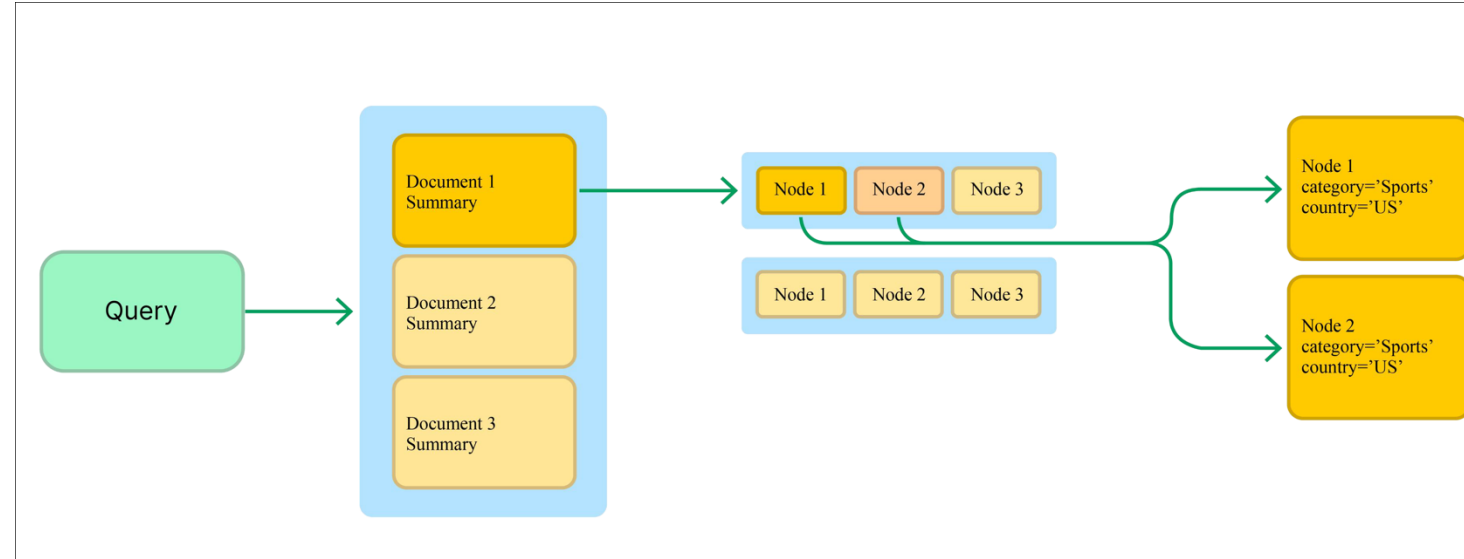 Query
Document 1
Summary
Document 2
Summary
Document 3
Summary
Node 1
Node 2
Node 3
Node 1
Node 2
Node 3
Node 1
category=’Sports’
country=’US’
Node 2
category=’Sports’
country=’US’